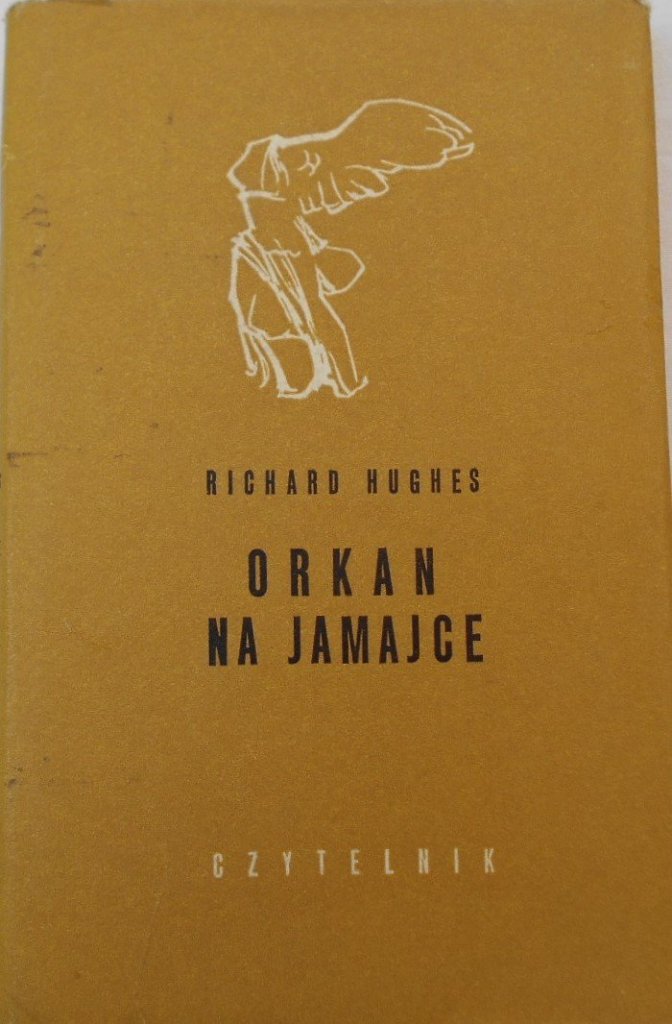 RICHARD HUGHES
ORKAN
NA JAMAJCE
CZYTELNIK